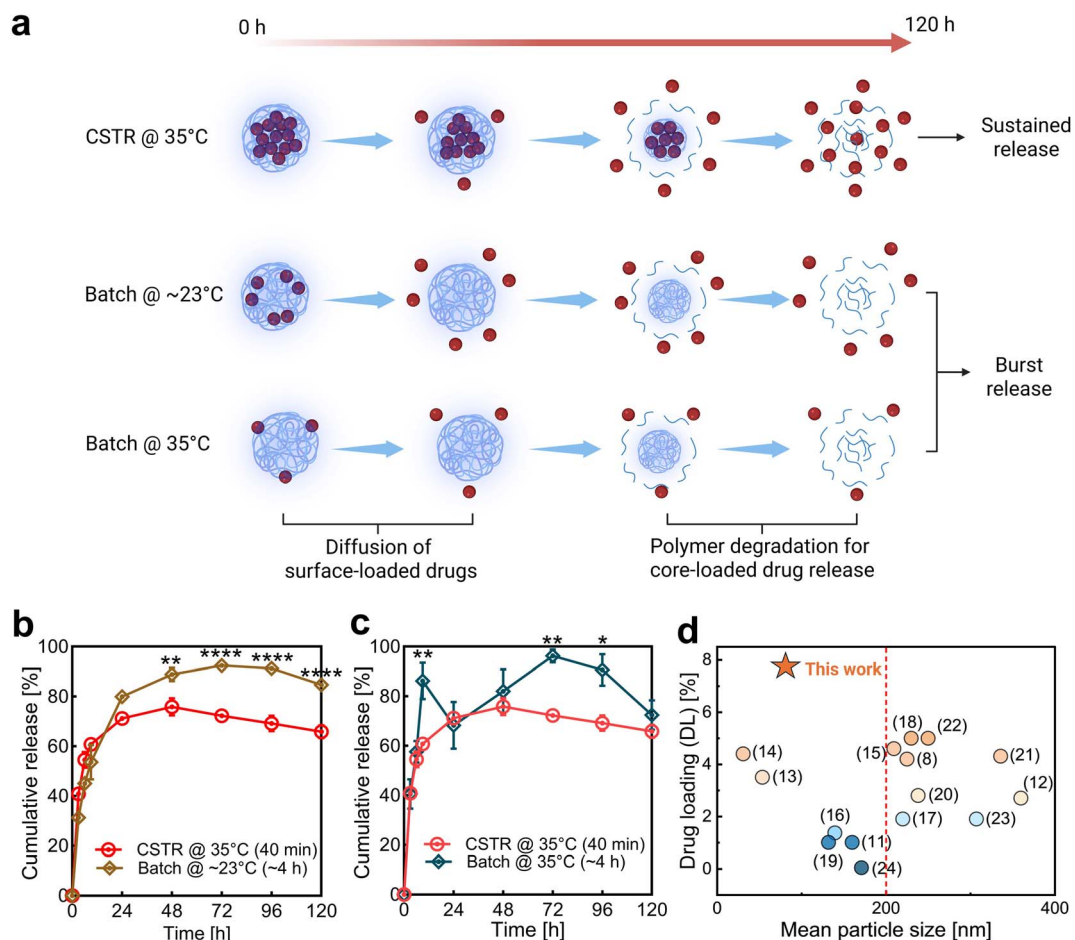 a
0 h
120 h
CSTR @ 35°C
Sustained
release
Batch @ ~23°C
Burst
release
Batch @ 35°C
Diffusion of
surface-loaded drugs
Polymer degradation for
core-loaded drug release
b
Cumulative release [%]
100
80
60
40
20
0
** **** **** ****
CSTR @ 35°C (40 min)
Batch @ ~23°C (~4 h)
0 24 48 72 96 120
Time [h]
c
Cumulative release [%]
100
80
60
40
20
0
** ** *
CSTR @ 35°C (40 min)
Batch @ 35°C (~4 h)
0 24 48 72 96 120
Time [h]
d
Drug loading (DL) [%]
8
6
4
2
0
This work
(18) (22)
(14) (15) (8) (21)
(13) (20) (12)
(16) (17) (23)
(19) (11) (24)
0 200 400
Mean particle size [nm]